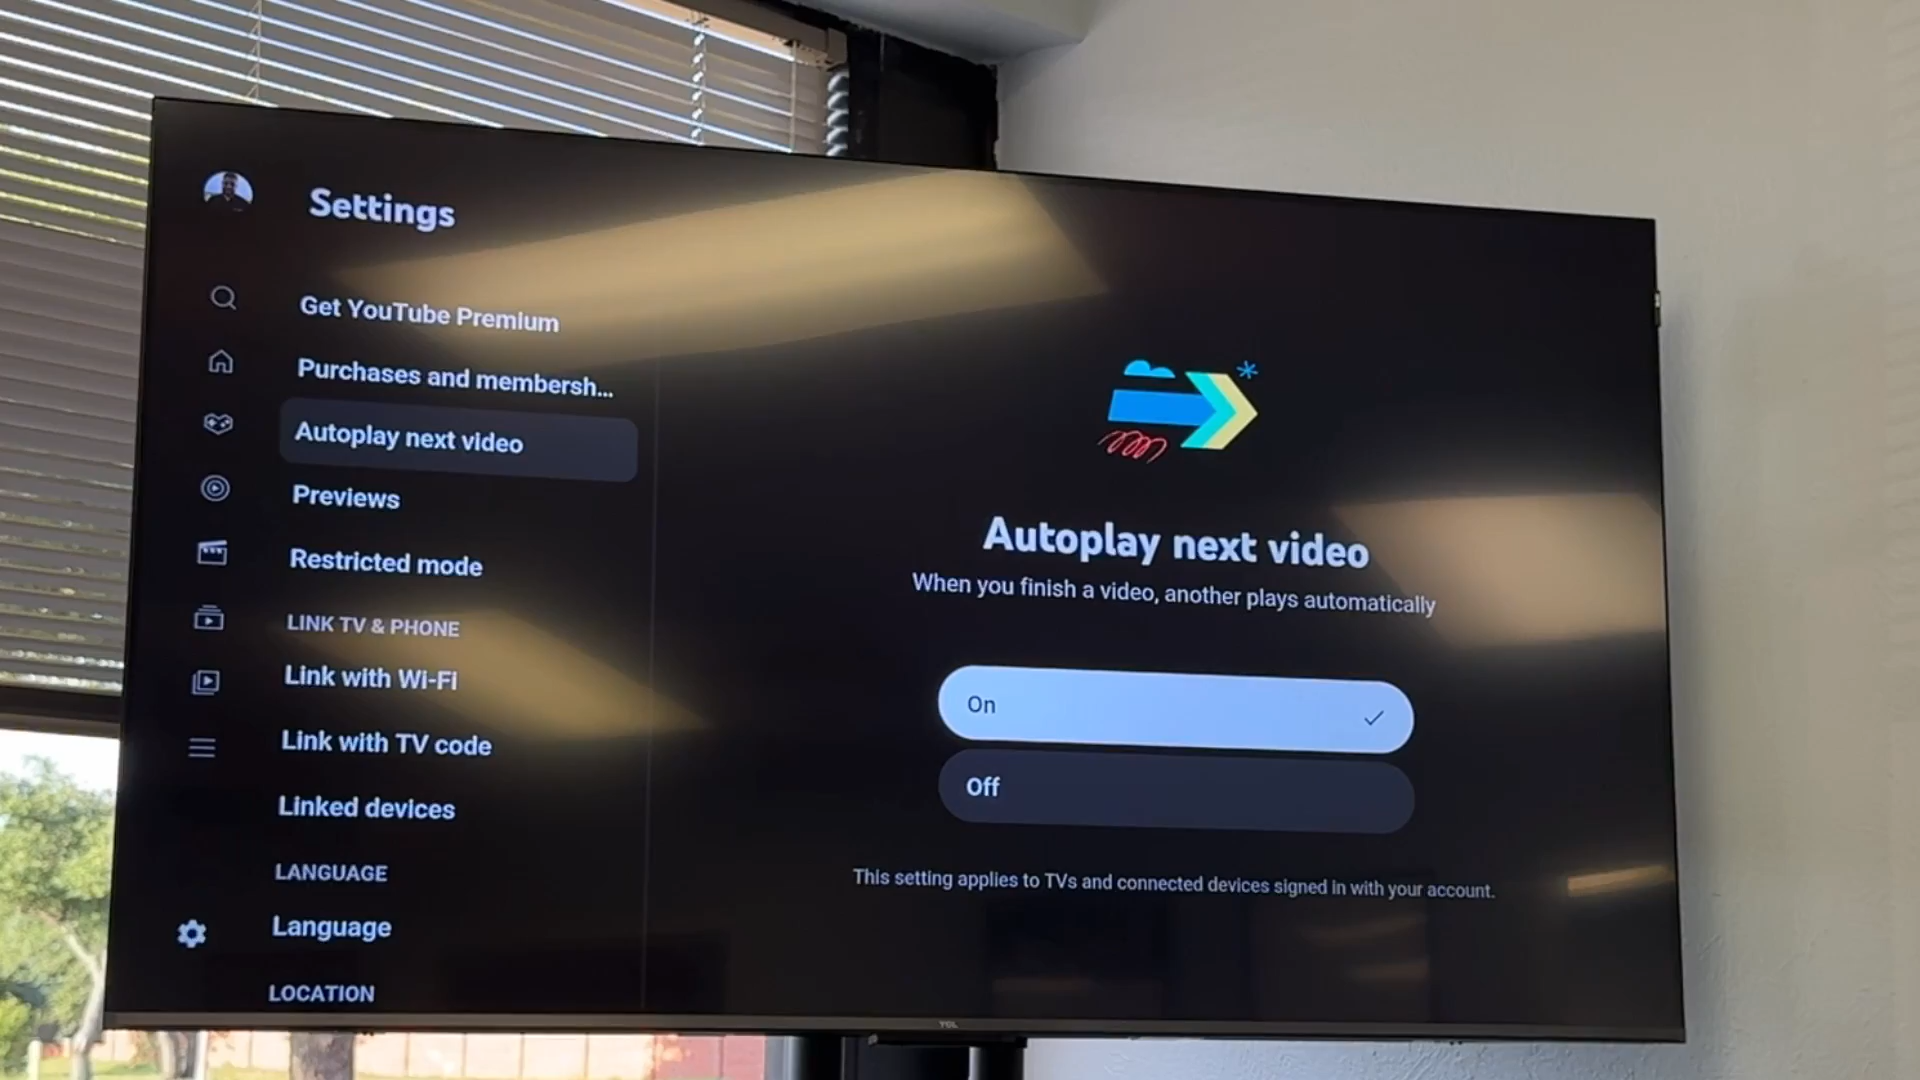 Settings
Get YouTube Premium
Purchases and membersh...
Autoplay next video
Previews
Restricted mode
LINK TV & PHONE
Link with Wi-Fi
Link with TV code
Linked devices
LANGUAGE
Language
LOCATION
Autoplay next video
When you finish a video, another plays automatically
On
Off
This setting applies to TVs and connected devices signed in with your account.
TCL